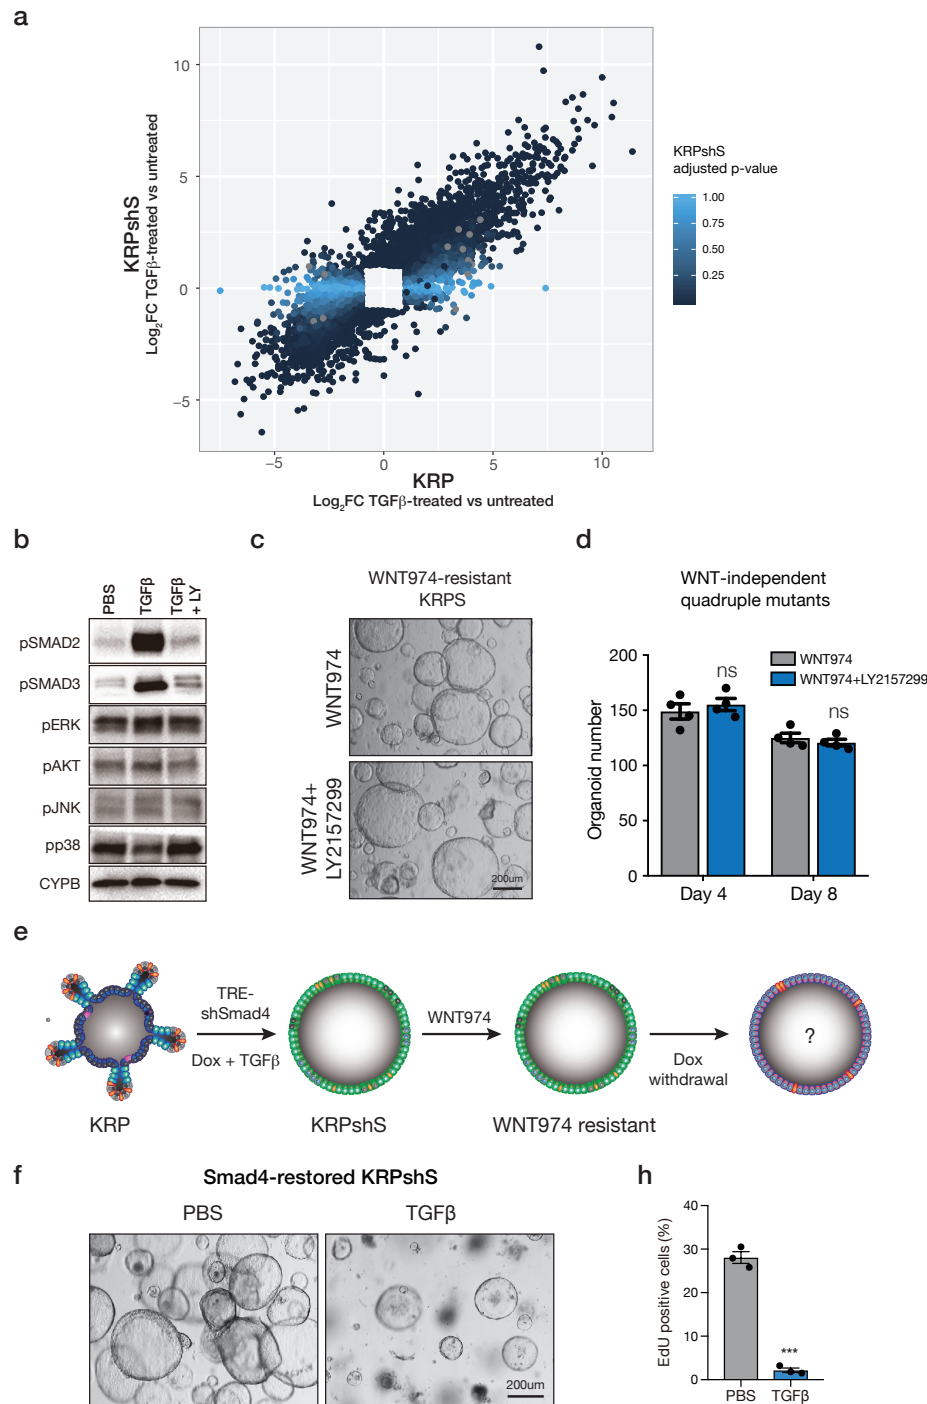 a
KRPshS
Log2FC TGFβ-treated vs untreated
10
5
0
−5
−5
0
5
10
KRP
Log2FC TGFβ-treated vs untreated
KRPshS
adjusted p-value
1.00
0.75
0.50
0.25
b
PBS
TGFβ
TGFβ
+ LY
pSMAD2
pSMAD3
pERK
pAKT
pJNK
pp38
CYPB
c
WNT974-resistant
KRPS
WNT974
WNT974+
LY2157299
200um
d
WNT-independent
quadruple mutants
WNT974
WNT974+LY2157299
Organoid number
200
150
100
50
0
ns
ns
Day 4
Day 8
e
TRE-
shSmad4
Dox + TGFβ
WNT974
Dox
withdrawal
?
KRP
KRPshS
WNT974 resistant
f
Smad4-restored KRPshS
PBS
TGFβ
200um
h
EdU positive cells (%)
40
30
20
10
0
***
PBS
TGFβ